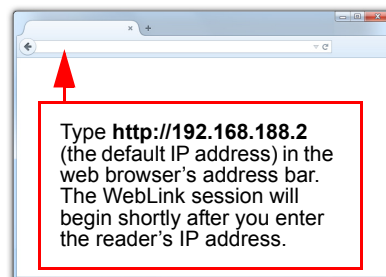 Type http://192.168.188.2
(the default IP address) in the
web browser's address bar.
The WebLink session will
begin shortly after you enter
the reader's IP address.